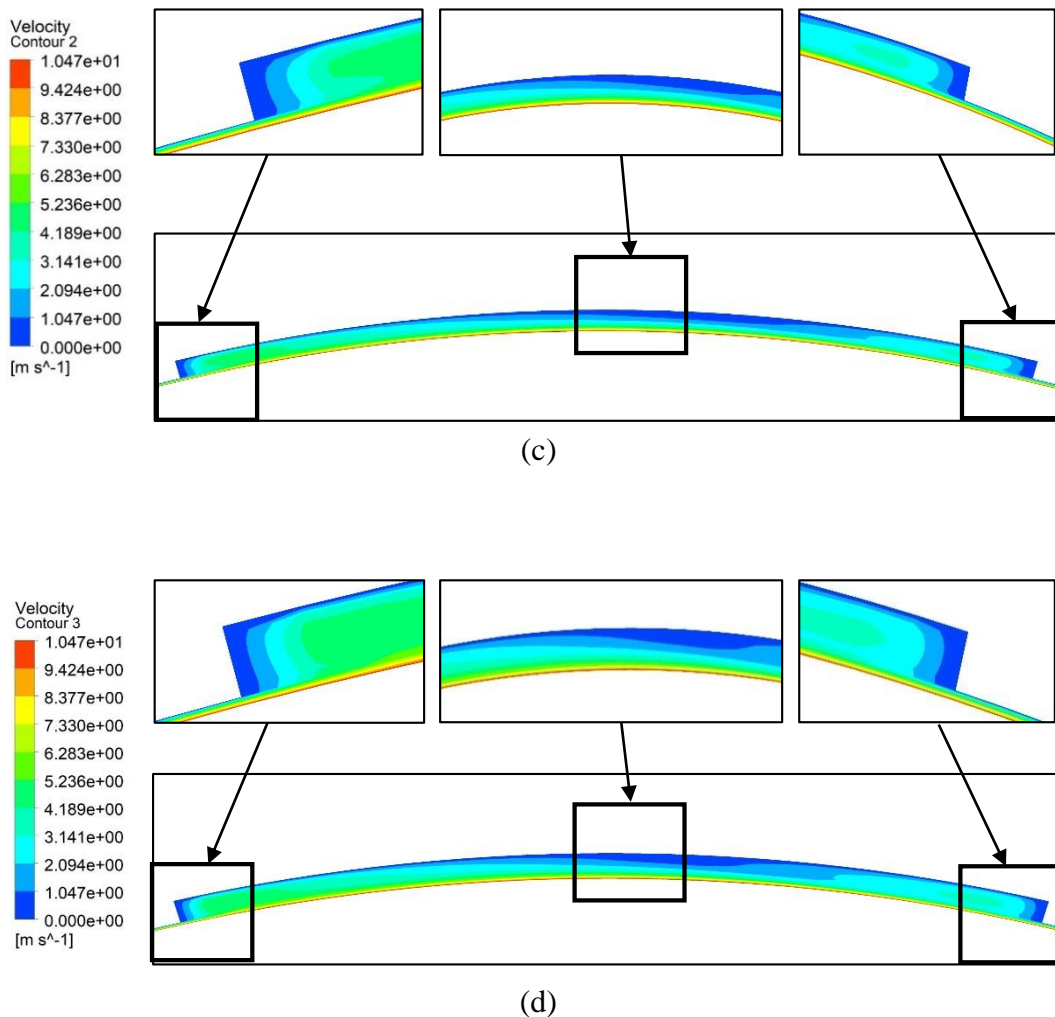 Velocity
Contour 2
1.047e+01
9.424e+00
8.377e+00
7.330e+00
6.283e+00
5.236e+00
4.189e+00
3.141e+00
2.094e+00
1.047e+00
0.000e+00
[m s^-1]
(c)
Velocity
Contour 3
1.047e+01
9.424e+00
8.377e+00
7.330e+00
6.283e+00
5.236e+00
4.189e+00
3.141e+00
2.094e+00
1.047e+00
0.000e+00
[m s^-1]
(d)